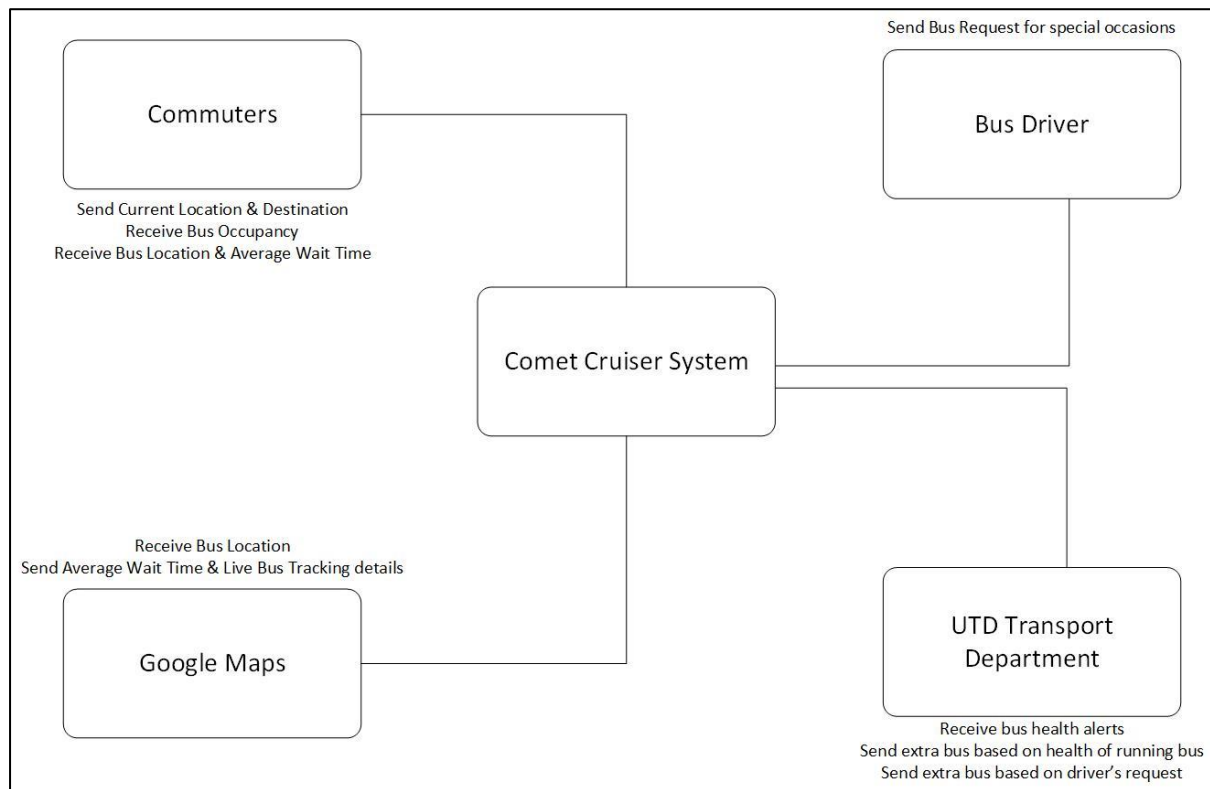 Send Bus Request for special occasions
Commuters
Bus Driver
Send Current Location & Destination
Receive Bus Occupancy
Receive Bus Location & Average Wait Time
Comet Cruiser System
Receive Bus Location
Send Average Wait Time & Live Bus Tracking details
Google Maps
UTD Transport
Department
Receive bus health alerts
Send extra bus based on health of running bus
Send extra bus based on driver’s request